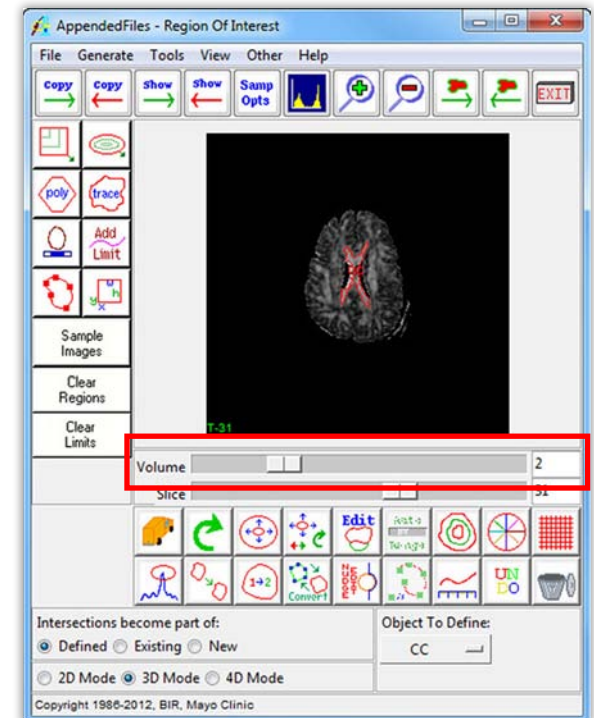 AppendedFiles - Region Of Interest
File Generate Tools View Other Help
Copy Copy Show Show Samp Opts EXIT
poly trace
Add Limit
y h x
Sample Images
Clear Regions
Clear Limits
T-31
Volume 2
Slice 31
Edit
1→2 Convert UN DO
Intersections become part of:
Defined Existing New
Object To Define:
CC
2D Mode 3D Mode 4D Mode
Copyright 1986-2012, BIR, Mayo Clinic